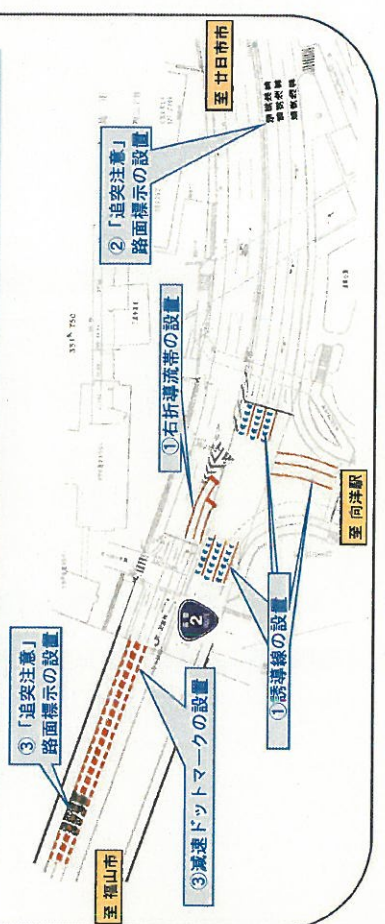 ③「追突注意」
路面標示の設置
至 福山市
③減速ドットマークの設置
2
①右折導流帯の設置
①誘導線の設置
至 向洋駅
②「追突注意」
路面標示の設置
至 廿日市市
331K 750